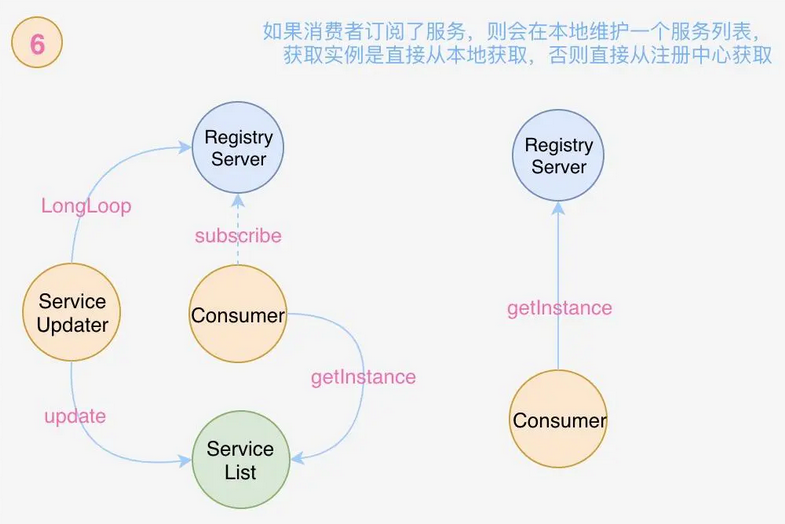 6
如果消费者订阅了服务，则会在本地维护一个服务列表，
获取实例是直接从本地获取，否则直接从注册中心获取
Registry
Server
LongLoop
subscribe
Service
Updater
Consumer
getInstance
update
Service
List
Registry
Server
getInstance
Consumer